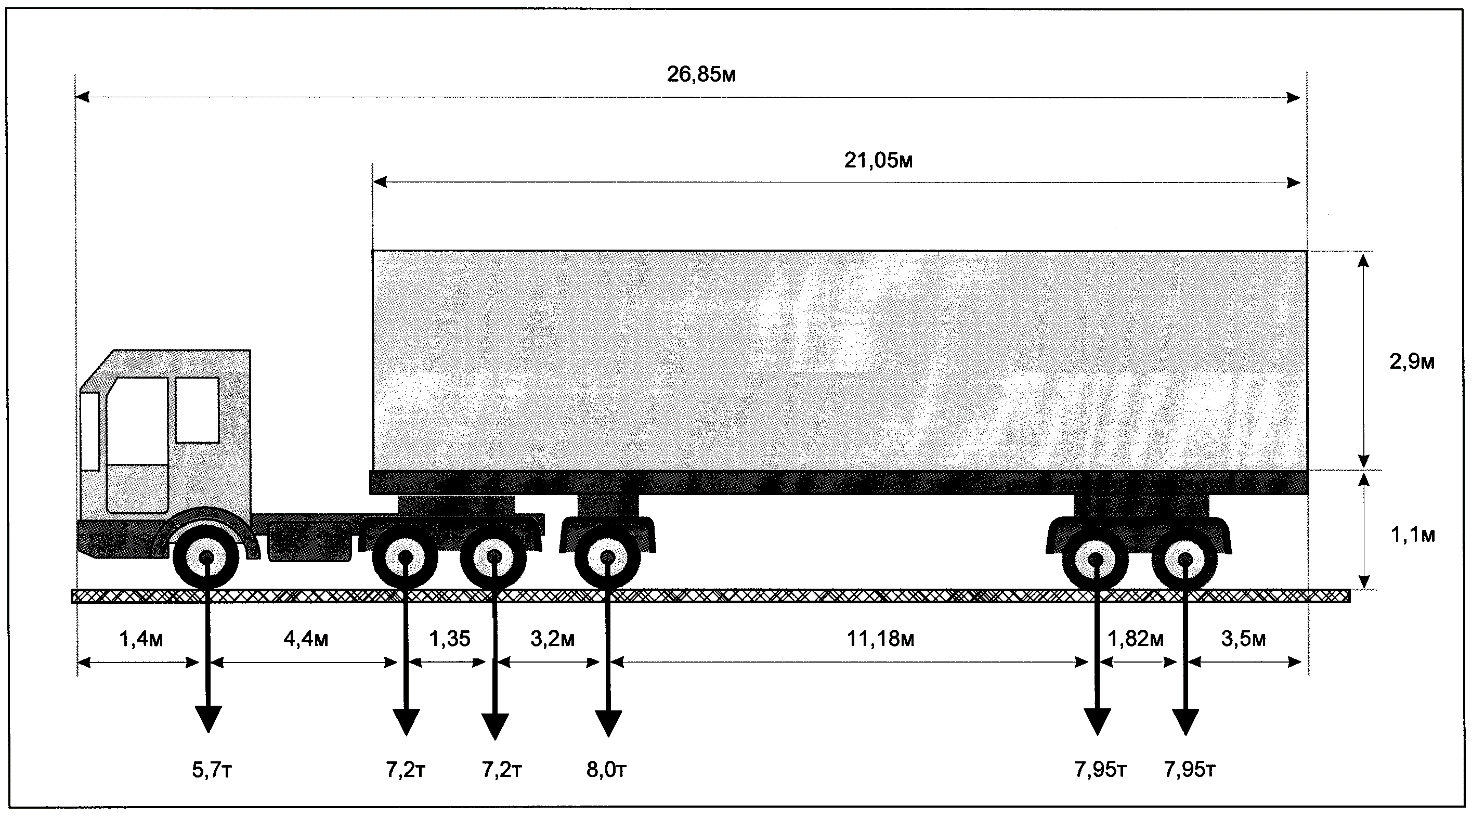 26,85м
21,05м
2,9м
1,1м
1,4м 4,4м 1,35 3,2м 11,18м 1,82м 3,5м
5,7т 7,2т 7,2т 8,0т 7,95т 7,95т